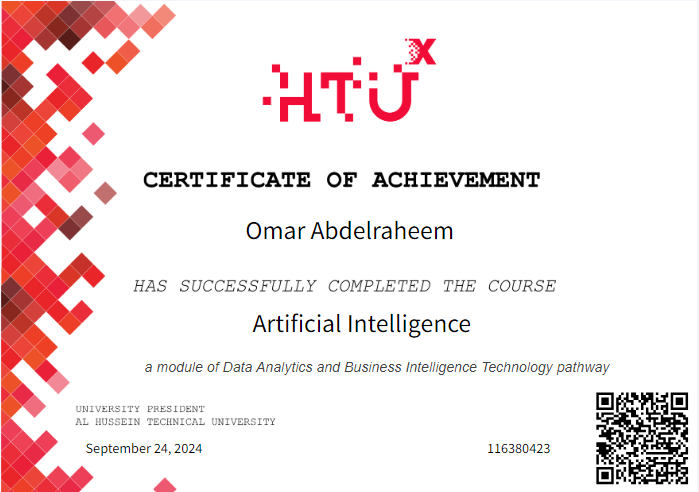 HTUX
CERTIFICATE OF ACHIEVEMENT
Omar Abdelraheem
HAS SUCCESSFULLY COMPLETED THE COURSE
Artificial Intelligence
a module of Data Analytics and Business Intelligence Technology pathway
UNIVERSITY PRESIDENT
AL HUSSEIN TECHNICAL UNIVERSITY
September 24, 2024
116380423